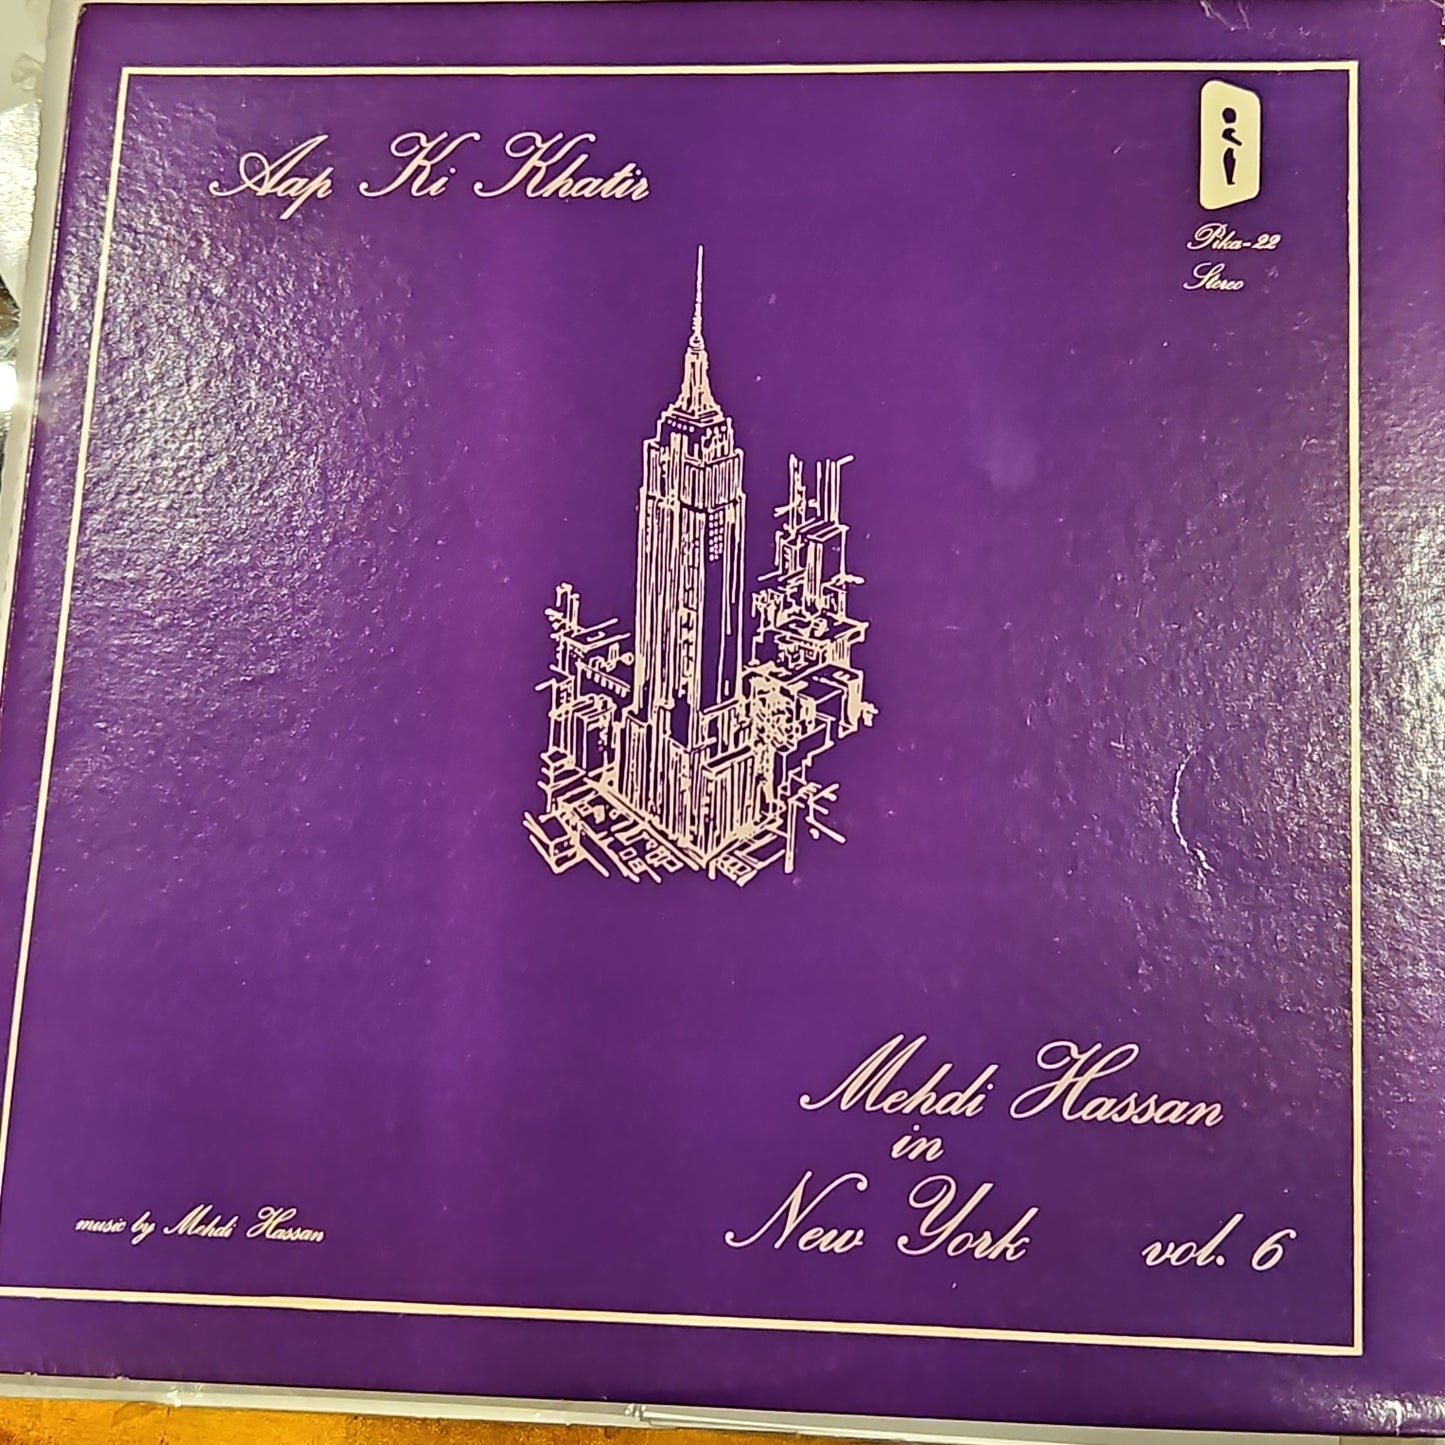 Aap Ki Khatir
Pika-22
Stereo
Mehdi Hassan
in
New York vol. 6
music by Mehdi Hassan